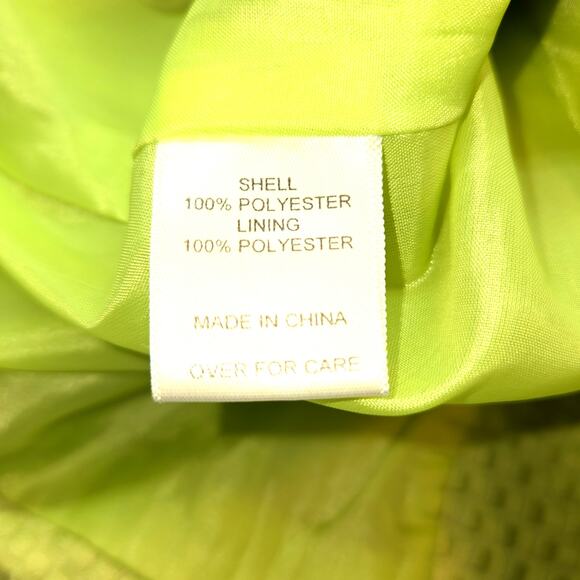 SHELL
100% POLYESTER
LINING
100% POLYESTER
MADE IN CHINA
OVER FOR CARE